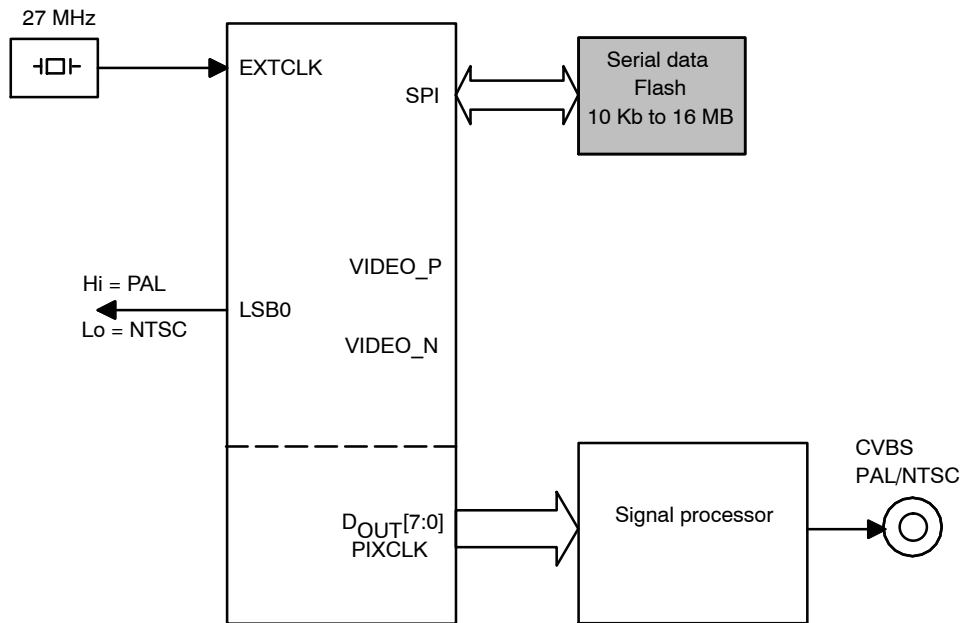 27 MHz
EXTCLK
SPI
Serial data
Flash
10 Kb to 16 MB
VIDEO_P
Hi = PAL
LSB0
Lo = NTSC
VIDEO_N
DOUT[7:0]
PIXCLK
Signal processor
CVBS
PAL/NTSC